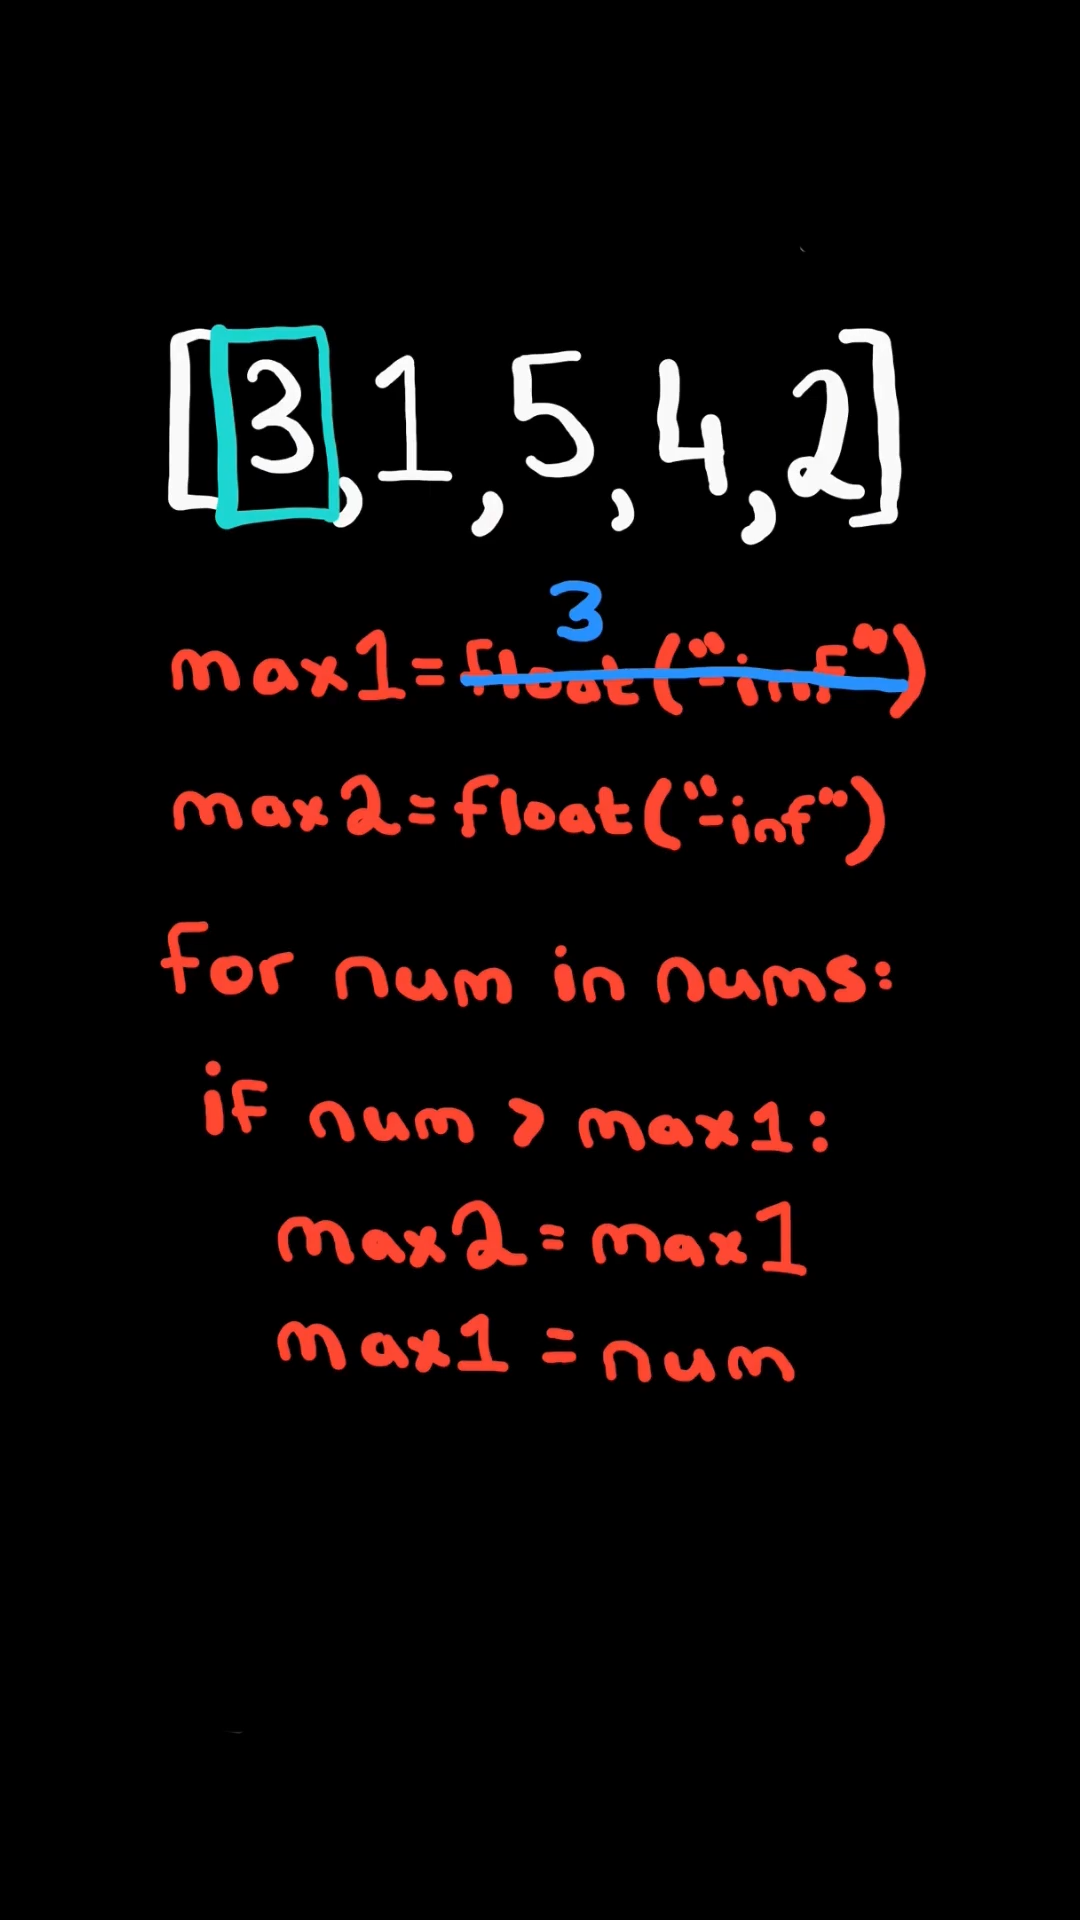 [3,1,5,4,2]
3
max1=float("-inf")
max2=float("-inf")
for num in nums:
if num > max1:
max2=max1
max1=num